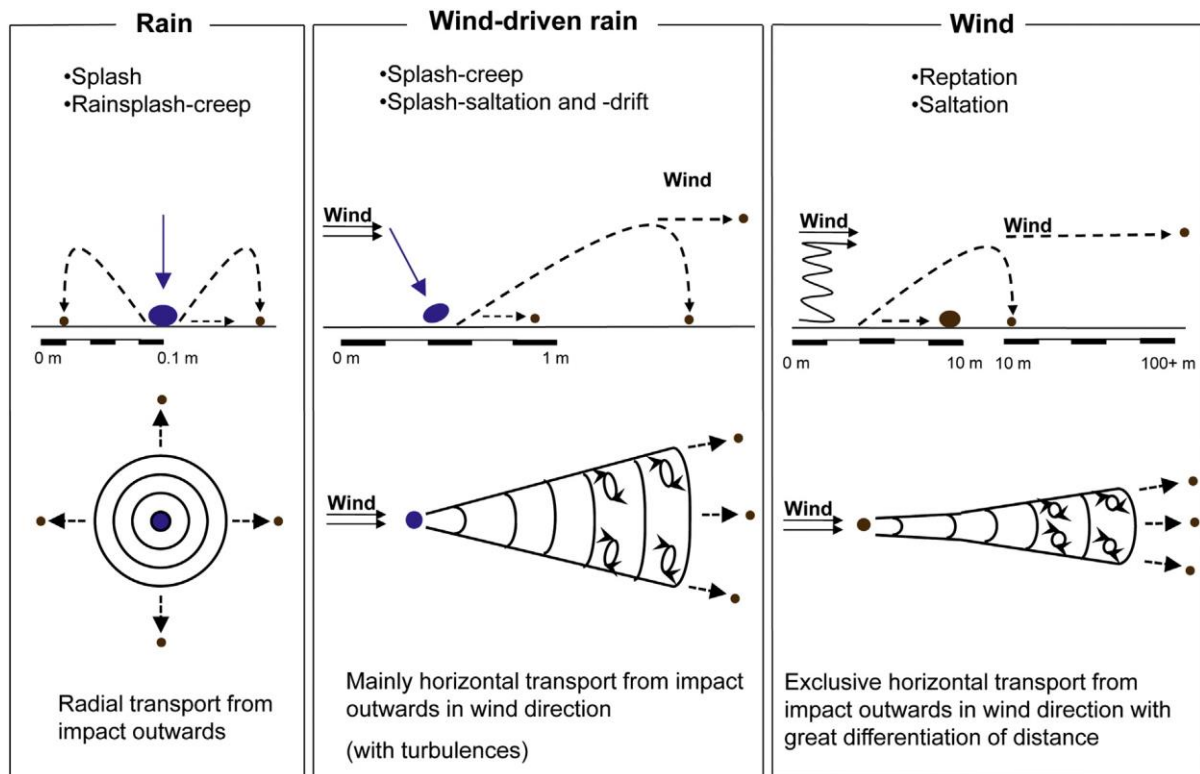 Rain
•Splash
•Rainsplash-creep
0 m
0.1 m
Radial transport from
impact outwards
Wind-driven rain
•Splash-creep
•Splash-saltation and -drift
Wind
Wind
0 m
1 m
Wind
Mainly horizontal transport from impact
outwards in wind direction
(with turbulences)
Wind
•Reptation
•Saltation
Wind
Wind
0 m
10 m
10 m
100+ m
Wind
Exclusive horizontal transport from
impact outwards in wind direction with
great differentiation of distance